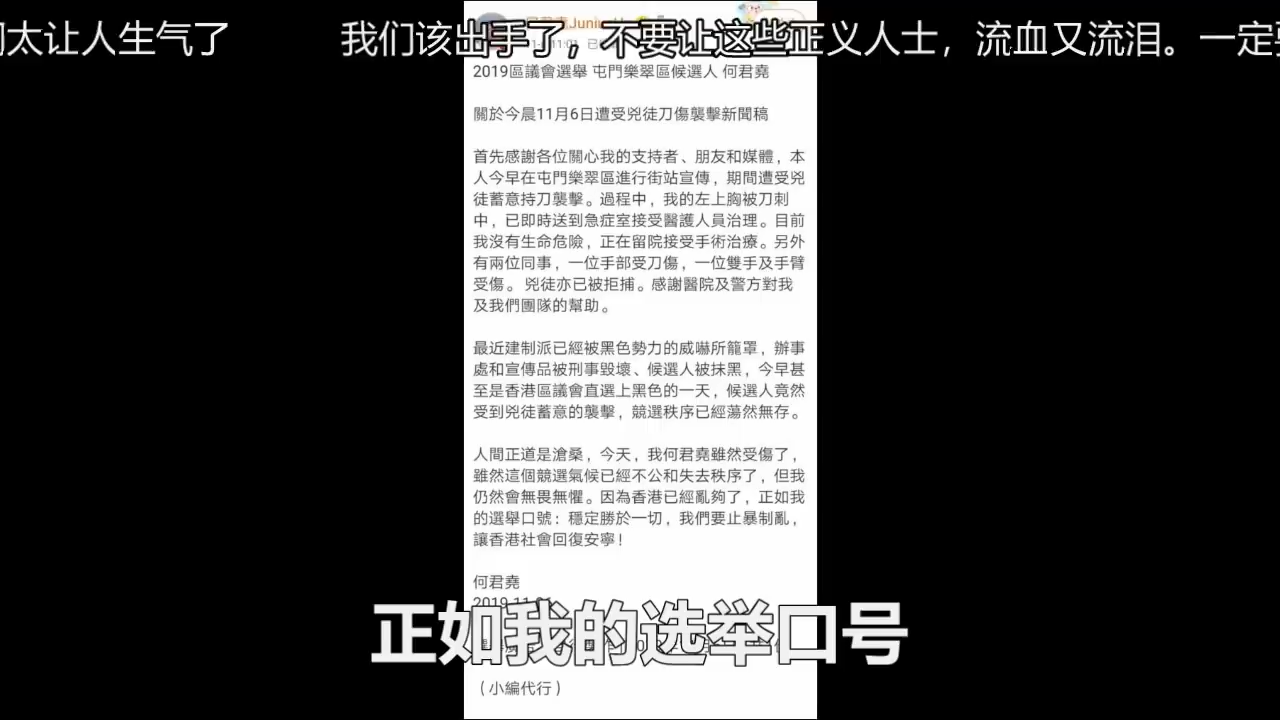 们太让人生气了
我们该出手了，不要让这些正义人士，流血又流泪。一定要
2019區議會選舉 屯門樂翠區候選人 何君堯
關於今晨11月6日遭受兇徒刀傷襲擊新聞稿
首先感謝各位關心我的支持者、朋友和媒體，本
人今早在屯門樂翠區進行街站宣傳，期間遭受兇
徒蓄意持刀襲擊。過程中，我的左上胸被刀刺
中，已即時送到急症室接受醫護人員治理。目前
我沒有生命危險，正在留院接受手術治療。另外
有兩位同事，一位手部受刀傷，一位雙手及手臂
受傷。 兇徒亦已被拒捕。感謝醫院及警方對我
及我們團隊的幫助。
最近建制派已經被黑色勢力的威嚇所籠罩，辦事
處和宣傳品被刑事毀壞、候選人被抹黑，今早甚
至是香港區議會直選上黑色的一天，候選人竟然
受到兇徒蓄意的襲擊，競選秩序已經蕩然無存。
人間正道是滄桑，今天，我何君堯雖然受傷了，
雖然這個競選氣候已經不公和失去秩序了，但我
仍然會無畏無懼。因為香港已經亂夠了，正如我
的選舉口號：穩定勝於一切，我們要止暴制亂，
讓香港社會回復安寧！
何君堯
正如我的选举口号
（小編代行）